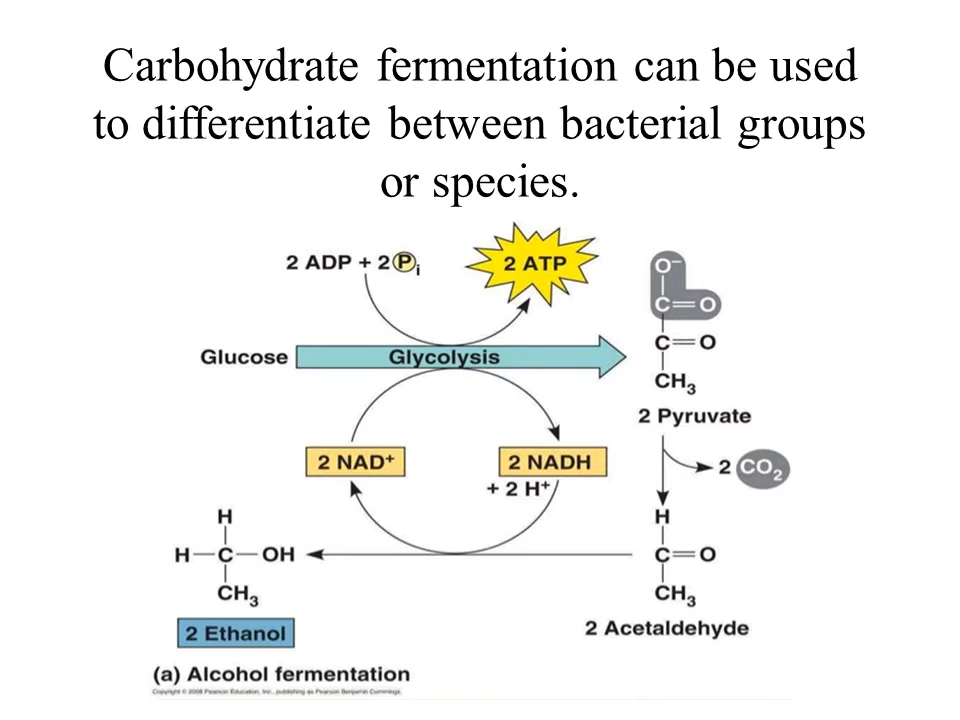 Carbohydrate fermentation can be used
to differentiate between bacterial groups
or species.
2 ADP + 2 Pi
2 ATP
O⁻
C=O
C=O
CH₃
Glucose
Glycolysis
2 Pyruvate
2 NAD⁺
2 NADH
+ 2 H⁺
2 CO₂
H
H—C—OH
CH₃
2 Ethanol
H
C=O
CH₃
2 Acetaldehyde
(a) Alcohol fermentation
Copyright © 2008 Pearson Education, Inc., publishing as Pearson Benjamin Cummings.